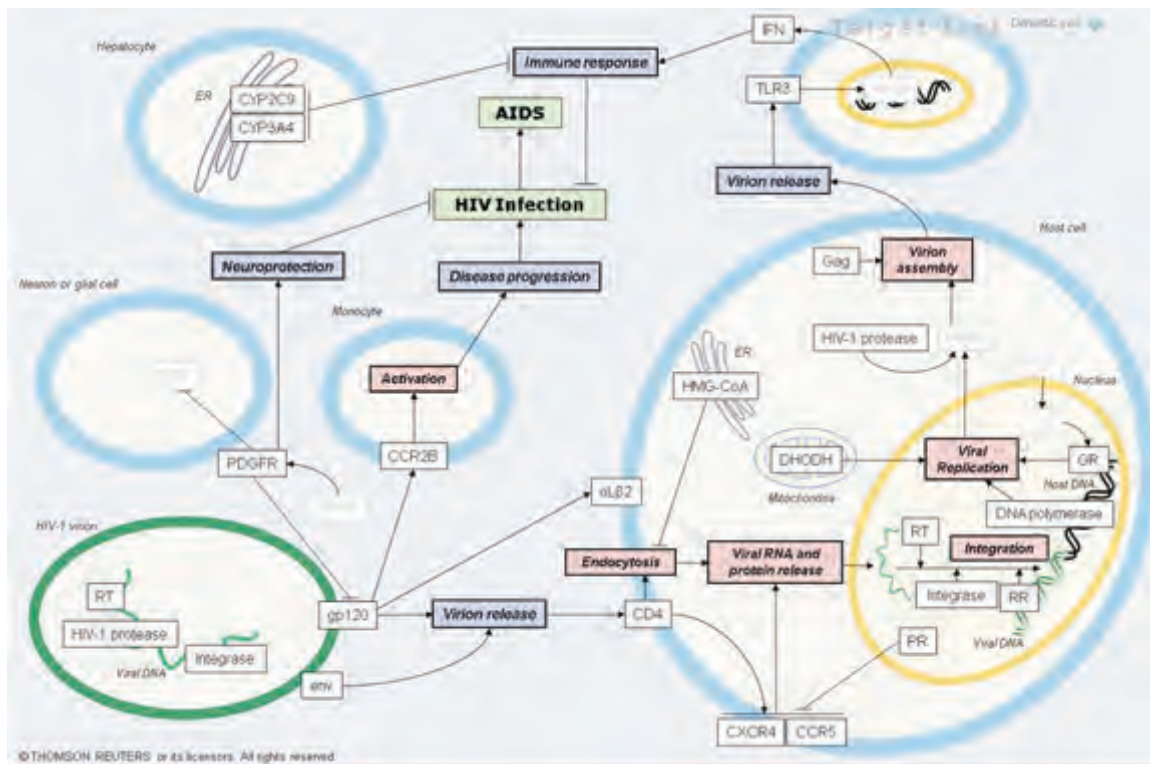 Hepatocyte
ER
CYP2C9
CYP3A4
Immune response
IFN
Dendritic cell
TLR3
AIDS
HIV Infection
Virion release
Host cell
Neuroprotection
Disease progression
Gag
Virion
assembly
Neuron or glial cell
Monocyte
HIV-1 protease
ER
Activation
HMG-CoA
Nucleus
PDGFR
CCR2B
DHODH
Mitochondria
Viral
Replication
GR
Host DNA
αLβ2
DNA polymerase
HIV-1 virion
RT
Integration
Endocytosis
Viral RNA and
protein release
Integrase
RR
RT
gp120
Virion release
CD4
HIV-1 protease
Viral DNA
Integrase
PR
Viral DNA
env
CXCR4
CCR5
© THOMSON REUTERS or its licensors. All rights reserved